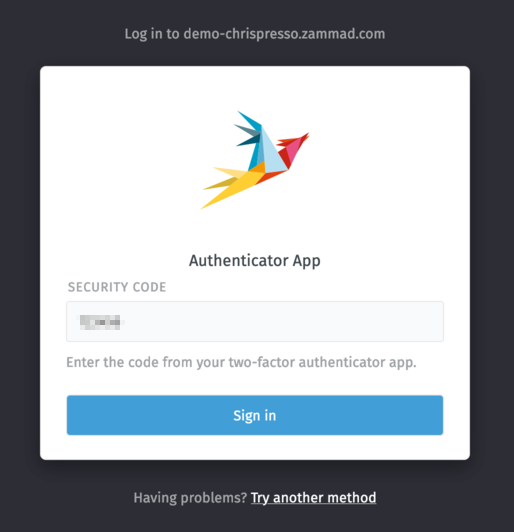 Log in to demo-chrispresso.zammad.com
Authenticator App
SECURITY CODE
Enter the code from your two-factor authenticator app.
Sign in
Having problems? Try another method